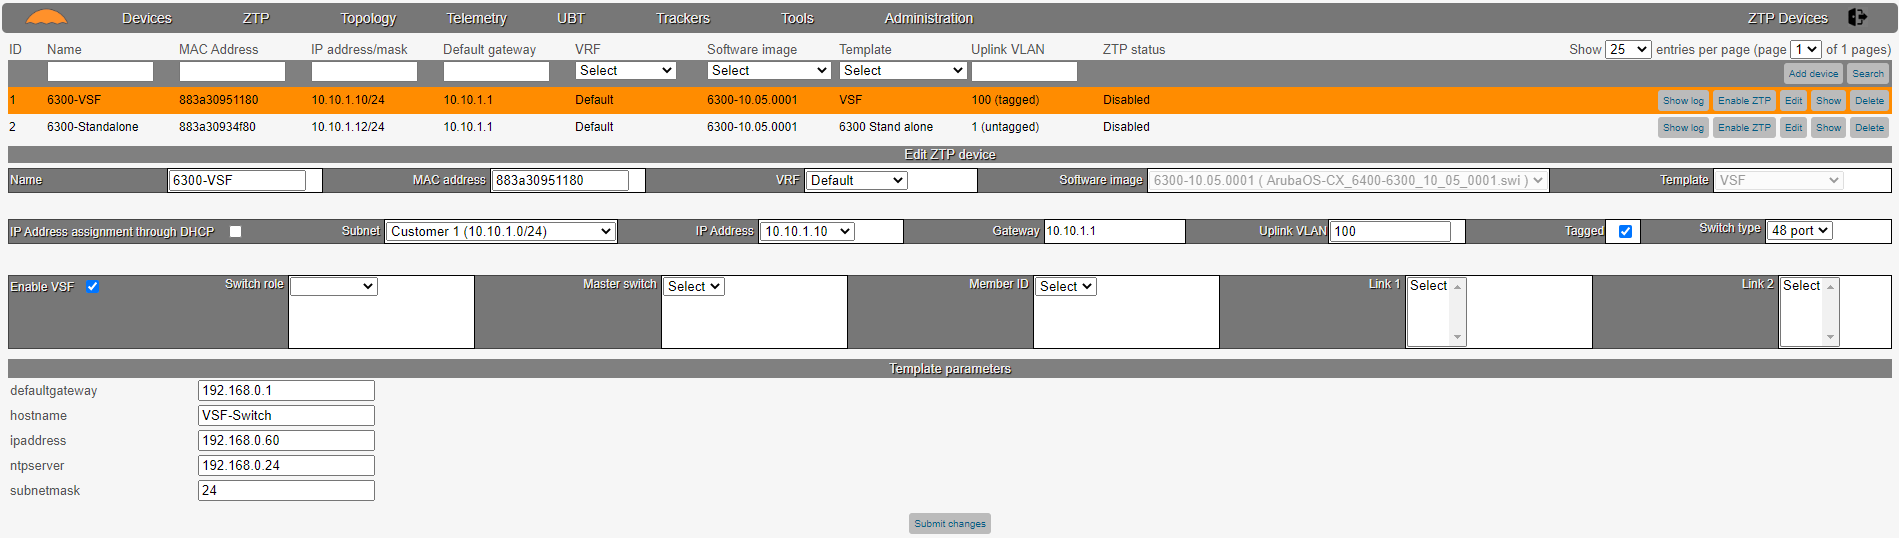 Devices ZTP Topology Telemetry UBT Trackers Tools Administration ZTP Devices
ID Name MAC Address IP address/mask Default gateway VRF Software image Template Uplink VLAN ZTP status Show 25 entries per page (page 1 of 1 pages)
Select Select Select Add device Search
1 6300-VSF 883a30951180 10.10.1.10/24 10.10.1.1 Default 6300-10.05.0001 VSF 100 (tagged) Disabled Show log Enable ZTP Edit Show Delete
2 6300-Standalone 883a30934f80 10.10.1.12/24 10.10.1.1 Default 6300-10.05.0001 6300 Stand alone 1 (untagged) Disabled Show log Enable ZTP Edit Show Delete
Edit ZTP device
Name 6300-VSF MAC address 883a30951180 VRF Default Software image 6300-10.05.0001 ( ArubaOS-CX_6400-6300_10_05_0001.swi ) Template VSF
IP Address assignment through DHCP Subnet Customer 1 (10.10.1.0/24) IP Address 10.10.1.10 Gateway 10.10.1.1 Uplink VLAN 100 Tagged Switch type 48 port
Enable VSF Switch role Master switch Select Member ID Select Link 1 Select Link 2 Select
Template parameters
defaultgateway 192.168.0.1
hostname VSF-Switch
ipaddress 192.168.0.60
ntpserver 192.168.0.24
subnetmask 24
Submit changes